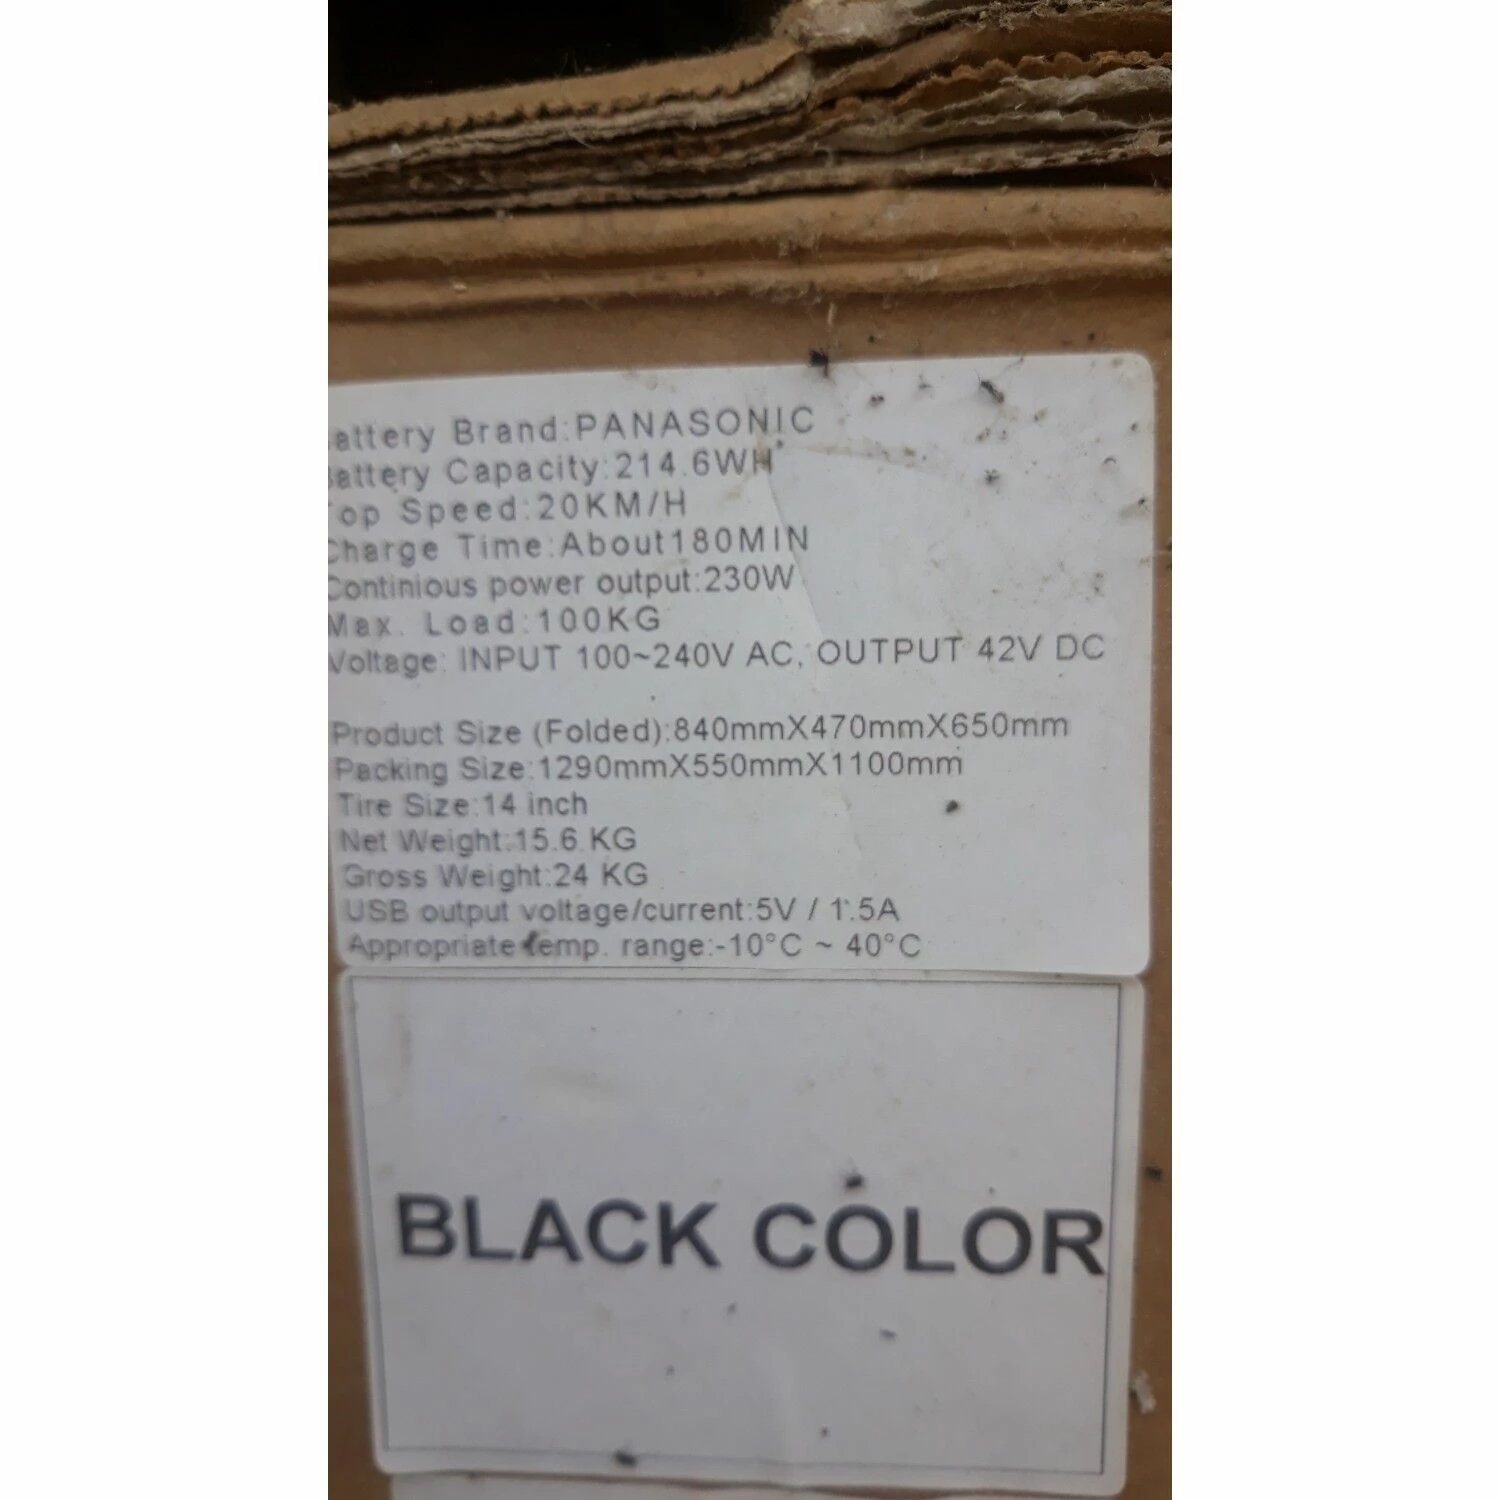 attery Brand:PANASONIC
attery Capacity:214.6WH
op Speed:20KM/H
Charge Time:About180MIN
Continious power output:230W
Max. Load:100KG
Voltage: INPUT 100~240V AC, OUTPUT 42V DC
Product Size (Folded):840mmX470mmX650mm
Packing Size:1290mmX550mmX1100mm
Tire Size:14 inch
Net Weight:15.6 KG
Gross Weight:24 KG
USB output voltage/current:5V / 1.5A
Appropriate temp. range:-10°C ~ 40°C
BLACK COLOR